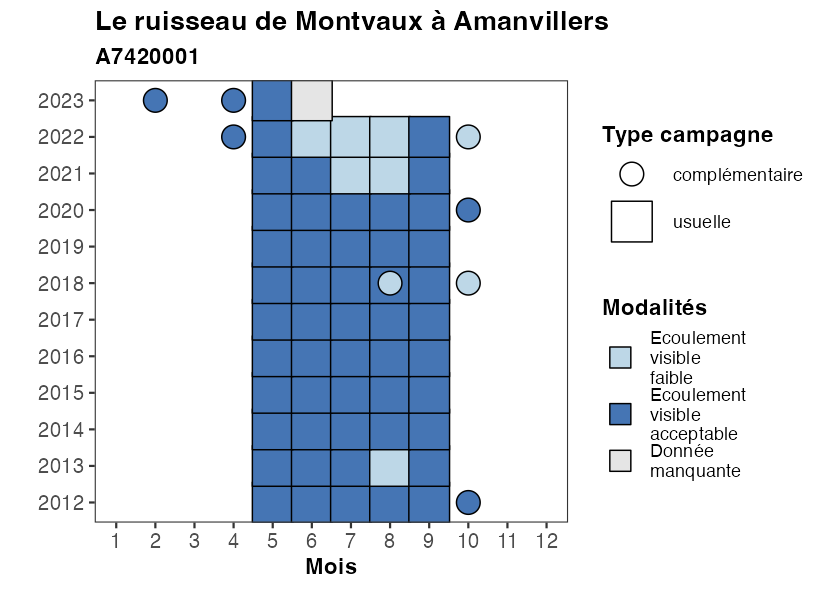 Le ruisseau de Montvaux à Amanvillers
A7420001
2023
2022
2021
2020
2019
2018
2017
2016
2015
2014
2013
2012
1 2 3 4 5 6 7 8 9 10 11 12
Mois
Type campagne
complémentaire
usuelle
Modalités
Ecoulement
visible
faible
Ecoulement
visible
acceptable
Donnée
manquante